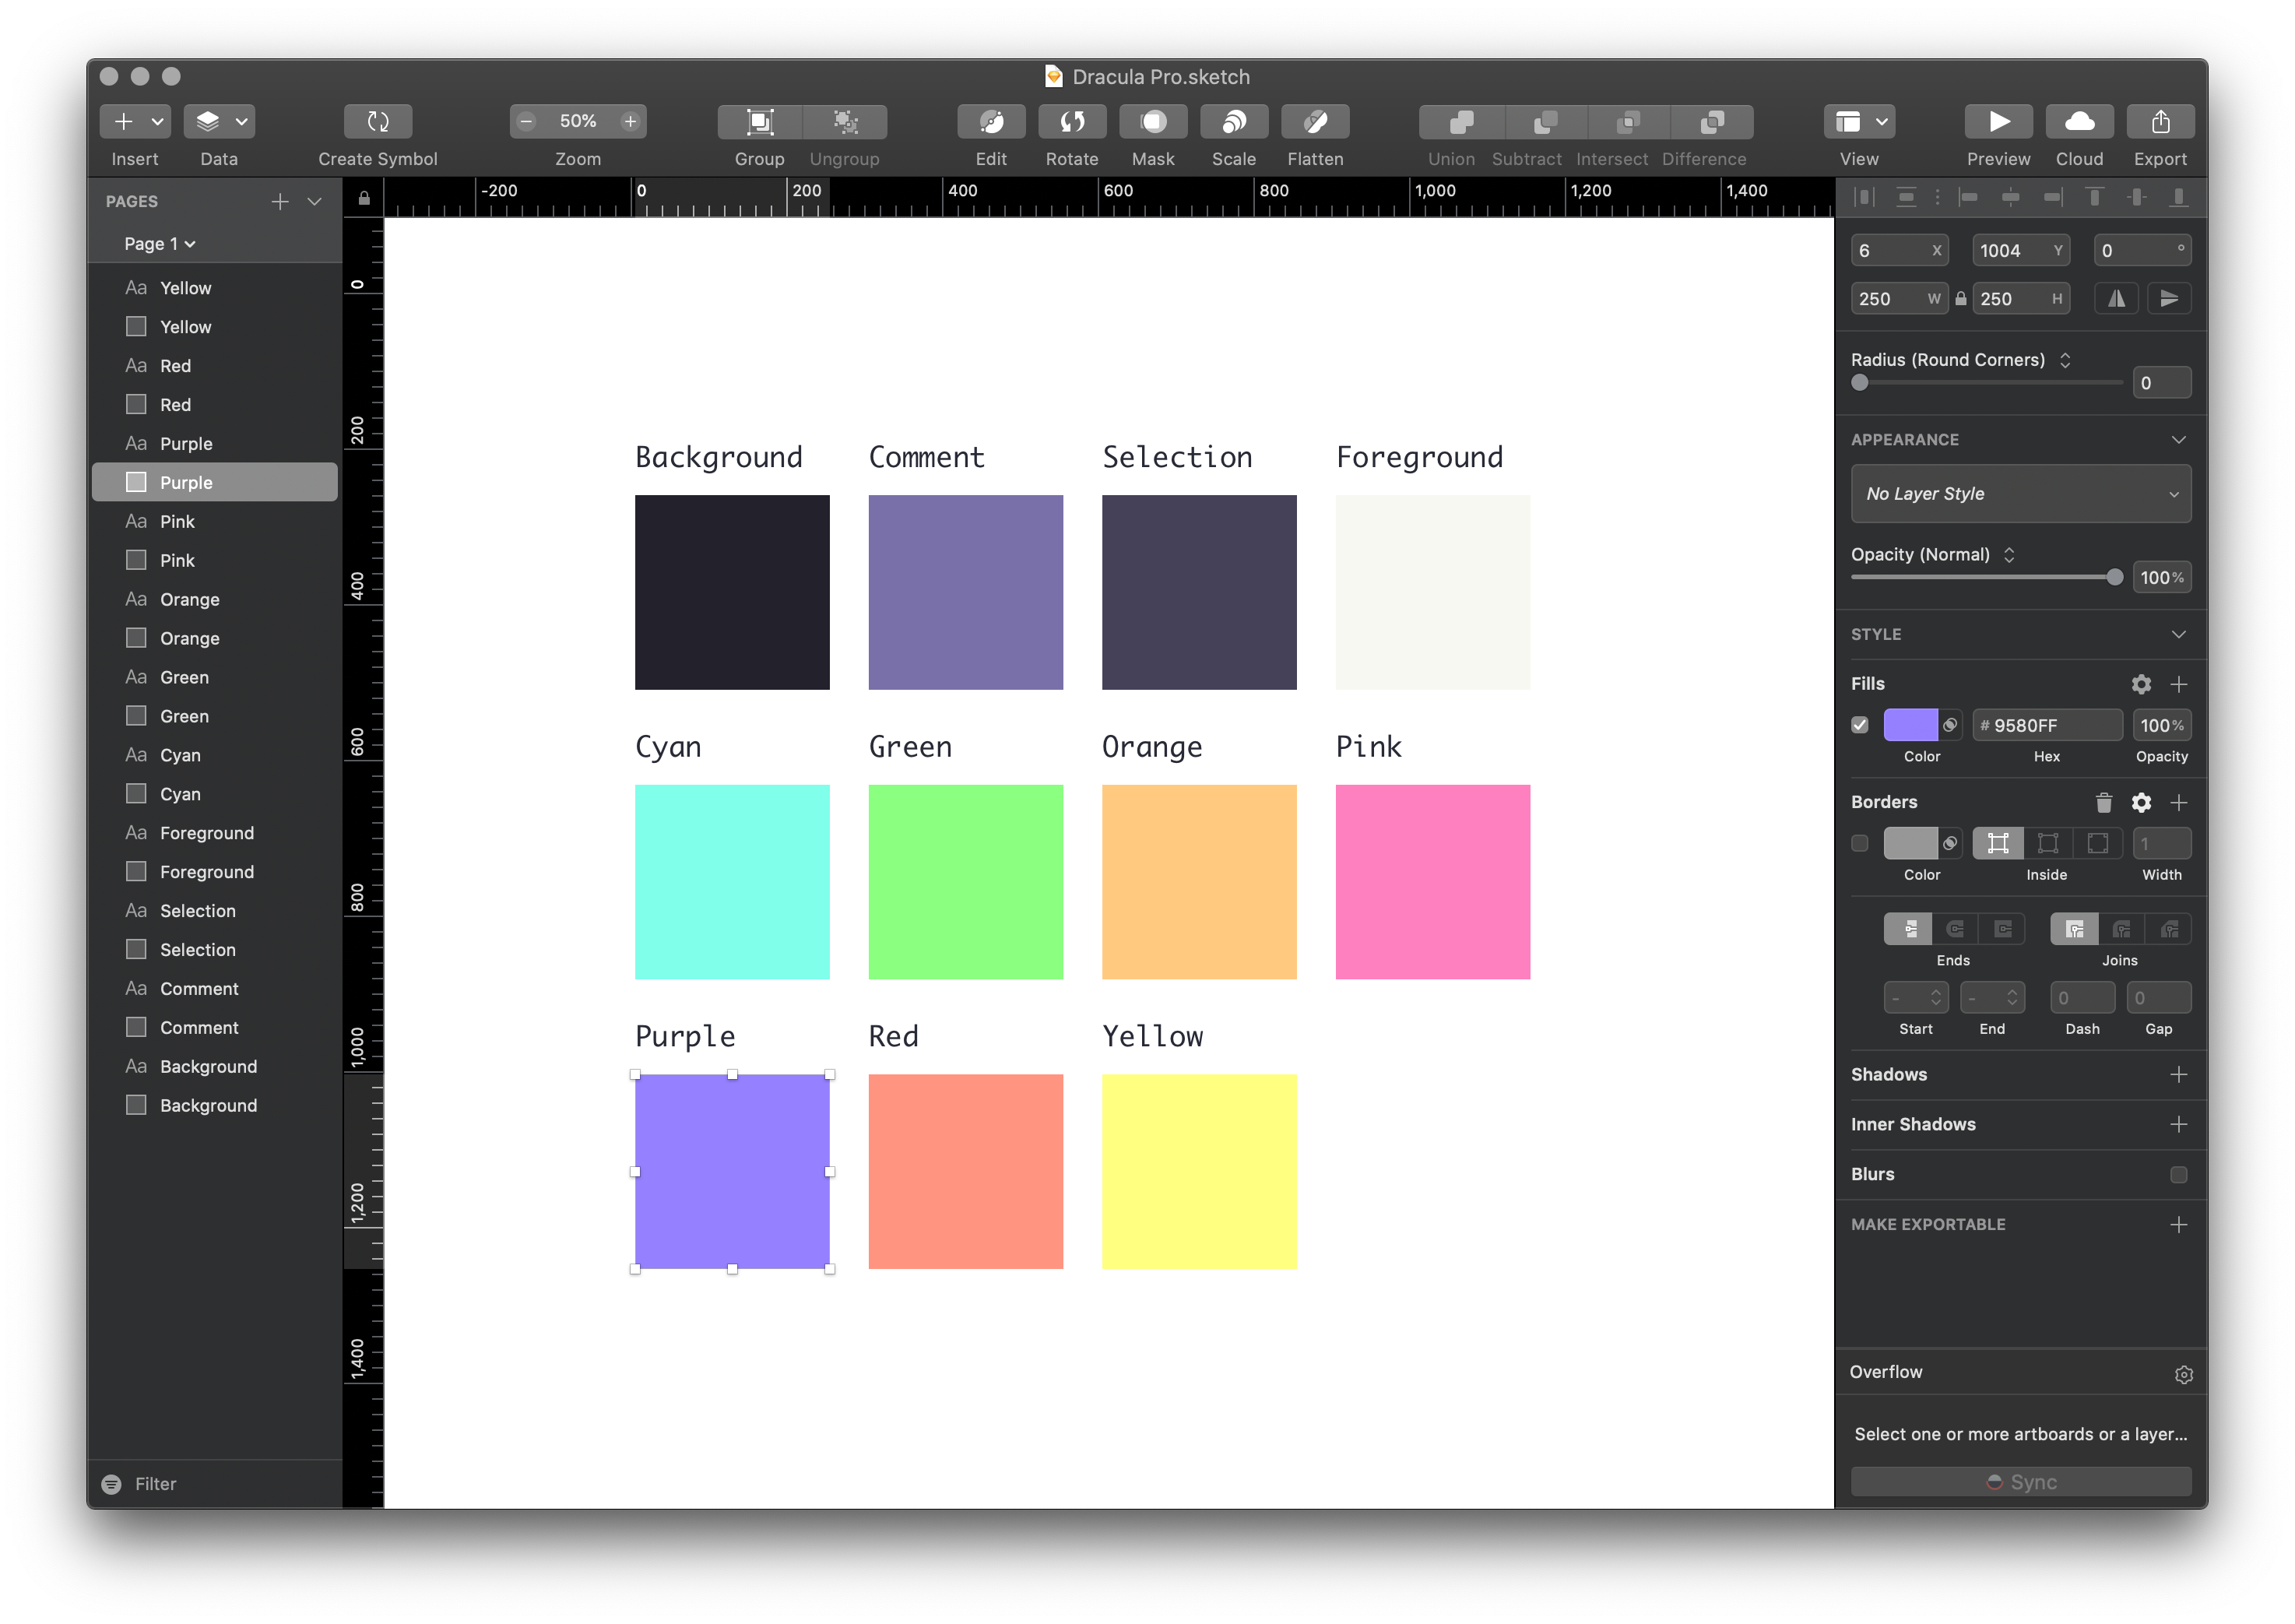 Dracula Pro.sketch
Insert
Data
Create Symbol
50%
Zoom
Group
Ungroup
Edit
Rotate
Mask
Scale
Flatten
Union
Subtract
Intersect
Difference
View
Preview
Cloud
Export
PAGES
Page 1
Aa Yellow
Yellow
Aa Red
Red
Aa Purple
Purple
Aa Pink
Pink
Aa Orange
Orange
Aa Green
Green
Aa Cyan
Cyan
Aa Foreground
Foreground
Aa Selection
Selection
Aa Comment
Comment
Aa Background
Background
Filter
-200 0 200 400 600 800 1,000 1,200 1,400
0
200
400
600
800
1,000
1,200
1,400
Background Comment Selection Foreground
Cyan Green Orange Pink
Purple Red Yellow
6 X 1004 Y 0 °
250 W 250 H
Radius (Round Corners)
0
APPEARANCE
No Layer Style
Opacity (Normal)
100%
STYLE
Fills
# 9580FF 100%
Color Hex Opacity
Borders
1
Color Inside Width
Ends Joins
- - 0 0
Start End Dash Gap
Shadows
Inner Shadows
Blurs
MAKE EXPORTABLE
Overflow
Select one or more artboards or a layer...
Sync